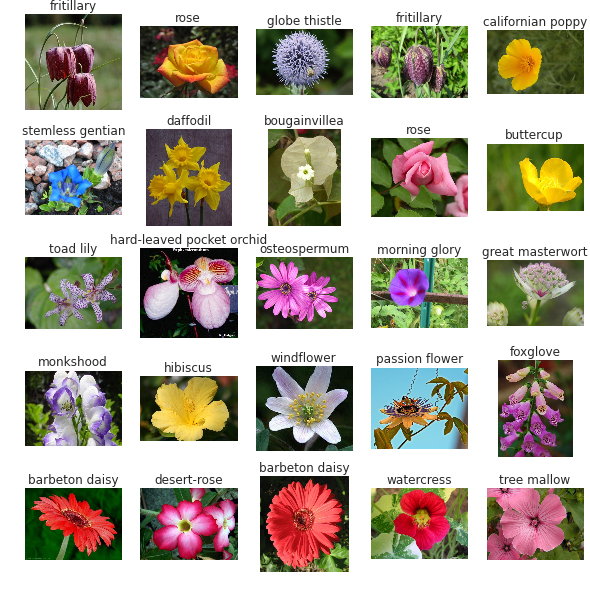 fritillary
rose
globe thistle
fritillary
californian poppy
stemless gentian
daffodil
bougainvillea
rose
buttercup
toad lily
hard-leaved pocket orchid
osteospermum
morning glory
great masterwort
monkshood
hibiscus
windflower
passion flower
foxglove
barbeton daisy
desert-rose
barbeton daisy
watercress
tree mallow